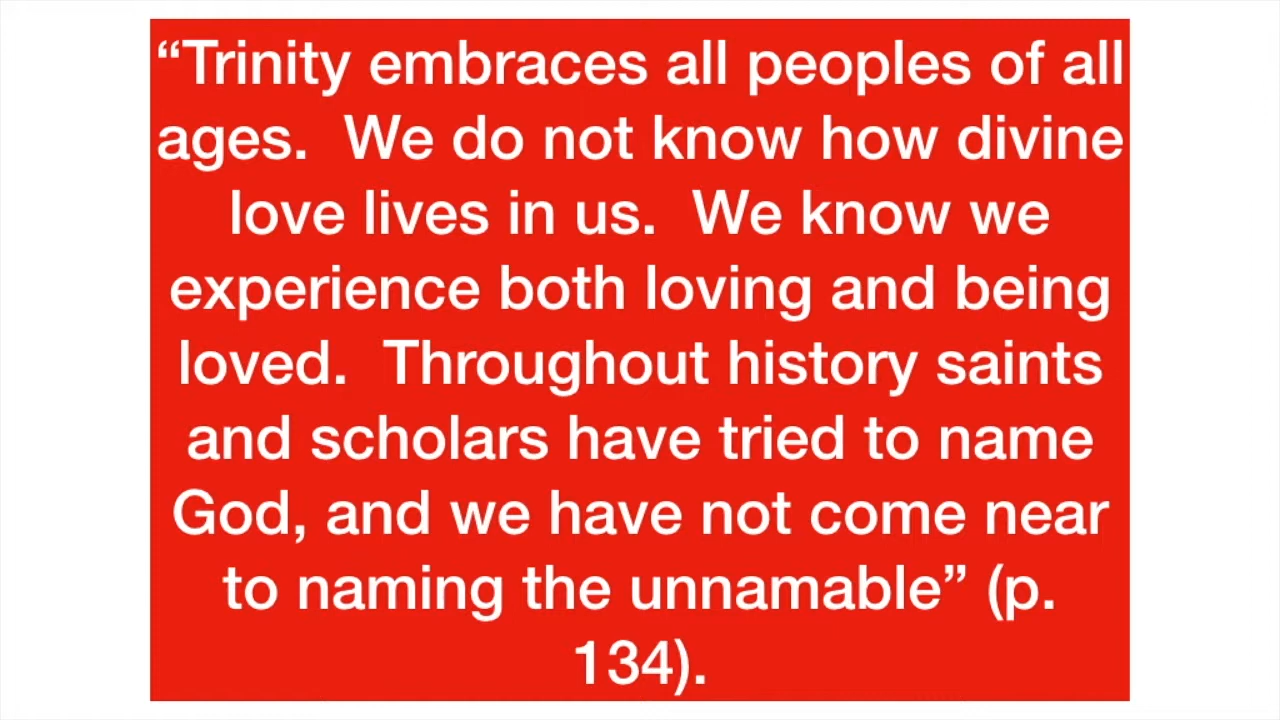 “Trinity embraces all peoples of all
ages.  We do not know how divine
love lives in us.  We know we
experience both loving and being
loved.  Throughout history saints
and scholars have tried to name
God, and we have not come near
to naming the unnamable” (p.
134).